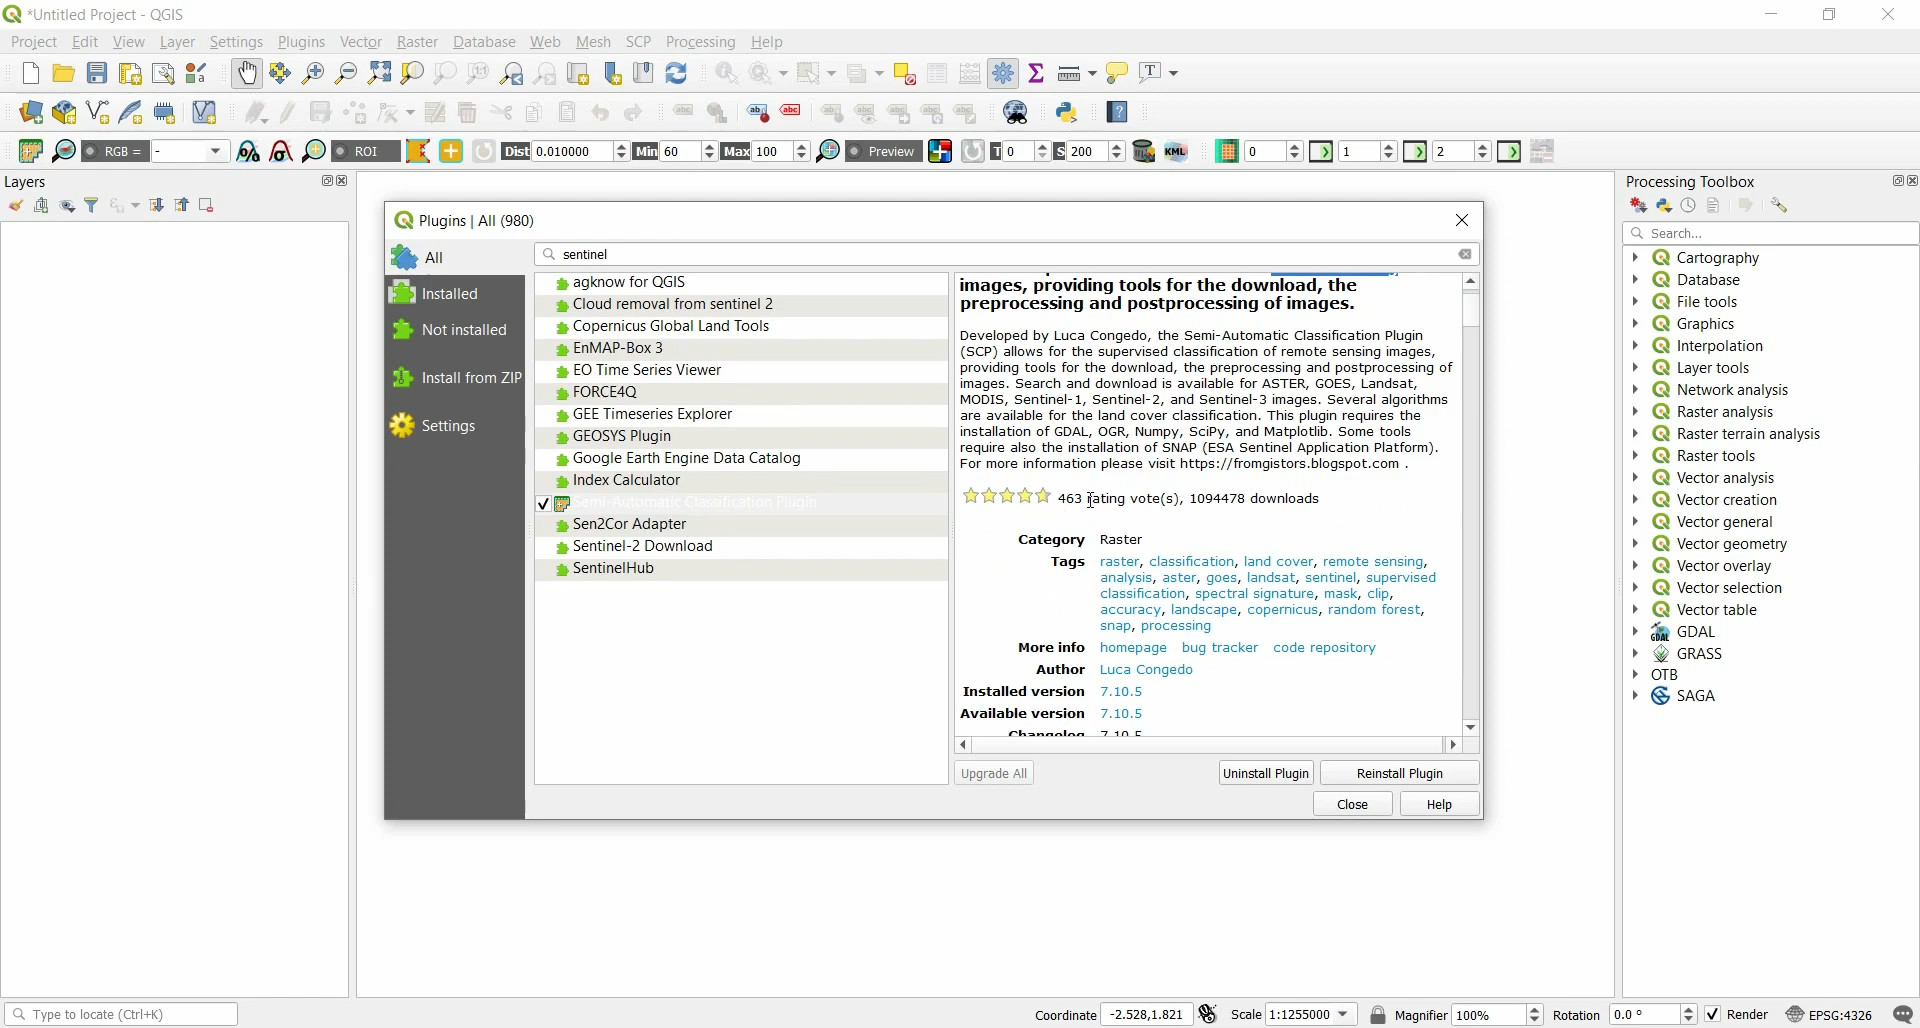 *Untitled Project - QGIS
Project Edit View Layer Settings Plugins Vector Raster Database Web Mesh SCP Processing Help
RGB = - ROI Dist 0.010000 Min 60 Max 100 Preview T 0 S 200 KML 0 1 2
Layers
Processing Toolbox
Search...
Cartography
Database
File tools
Graphics
Interpolation
Layer tools
Network analysis
Raster analysis
Raster terrain analysis
Raster tools
Vector analysis
Vector creation
Vector general
Vector geometry
Vector overlay
Vector selection
Vector table
GDAL
GRASS
OTB
SAGA
Plugins | All (980)
All
Installed
Not installed
Install from ZIP
Settings
sentinel
agknow for QGIS
Cloud removal from sentinel 2
Copernicus Global Land Tools
EnMAP-Box 3
EO Time Series Viewer
FORCE4Q
GEE Timeseries Explorer
GEOSYS Plugin
Google Earth Engine Data Catalog
Index Calculator
Semi-Automatic Classification Plugin
Sen2Cor Adapter
Sentinel-2 Download
SentinelHub
images, providing tools for the download, the
preprocessing and postprocessing of images.
Developed by Luca Congedo, the Semi-Automatic Classification Plugin
(SCP) allows for the supervised classification of remote sensing images,
providing tools for the download, the preprocessing and postprocessing of
images. Search and download is available for ASTER, GOES, Landsat,
MODIS, Sentinel-1, Sentinel-2, and Sentinel-3 images. Several algorithms
are available for the land cover classification. This plugin requires the
installation of GDAL, OGR, Numpy, SciPy, and Matplotlib. Some tools
require also the installation of SNAP (ESA Sentinel Application Platform).
For more information please visit https://fromgistors.blogspot.com .
463 rating vote(s), 1094478 downloads
Category Raster
Tags raster, classification, land cover, remote sensing,
analysis, aster, goes, landsat, sentinel, supervised
classification, spectral signature, mask, clip,
accuracy, landscape, copernicus, random forest,
snap, processing
More info homepage bug tracker code repository
Author Luca Congedo
Installed version 7.10.5
Available version 7.10.5
Changelog 7.10.5
Upgrade All Uninstall Plugin Reinstall Plugin
Close Help
Type to locate (Ctrl+K) Coordinate -2.528,1.821 Scale 1:1255000 Magnifier 100% Rotation 0.0 ° Render EPSG:4326